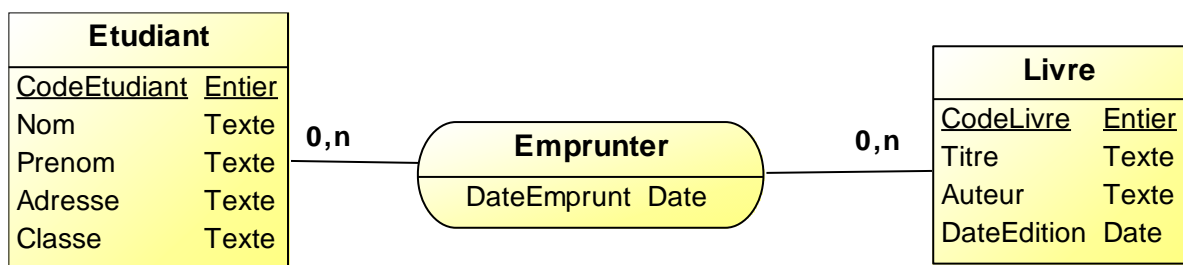 Etudiant
CodeEtudiant Entier
Nom Texte
Prenom Texte
Adresse Texte
Classe Texte
0,n
Emprunter
DateEmprunt Date
0,n
Livre
CodeLivre Entier
Titre Texte
Auteur Texte
DateEdition Date